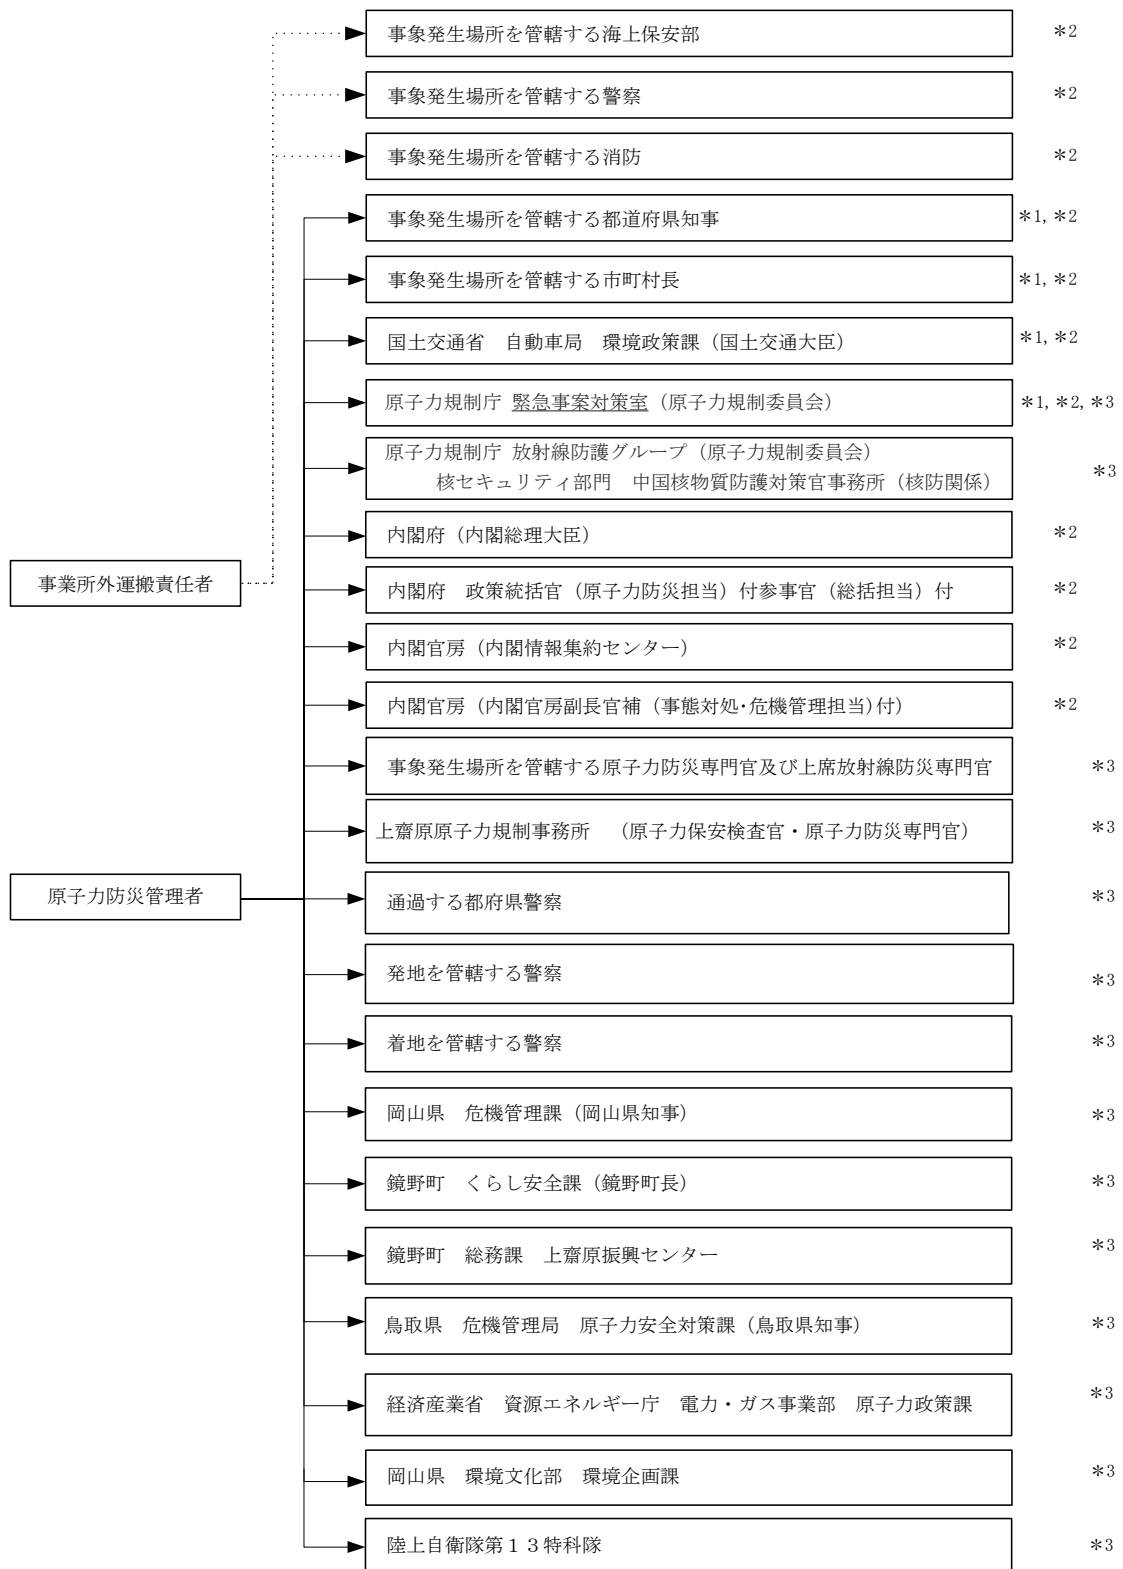 事象発生場所を管轄する海上保安部 *2
事象発生場所を管轄する警察 *2
事象発生場所を管轄する消防 *2
事象発生場所を管轄する都道府県知事 *1, *2
事象発生場所を管轄する市町村長 *1, *2
国土交通省 自動車局 環境政策課(国土交通大臣) *1, *2
原子力規制庁 緊急事案対策室(原子力規制委員会) *1, *2, *3
原子力規制庁 放射線防護グループ(原子力規制委員会)
核セキュリティ部門 中国核物質防護対策官事務所(核防関係) *3
内閣府(内閣総理大臣) *2
事業所外運搬責任者
内閣府 政策統括官(原子力防災担当)付参事官(総括担当)付 *2
内閣官房(内閣情報集約センター) *2
内閣官房(内閣官房副長官補(事態対処・危機管理担当)付) *2
事象発生場所を管轄する原子力防災専門官及び上席放射線防災専門官 *3
上齋原原子力規制事務所 (原子力保安検査官・原子力防災専門官) *3
原子力防災管理者
通過する都府県警察 *3
発地を管轄する警察 *3
着地を管轄する警察 *3
岡山県 危機管理課(岡山県知事) *3
鏡野町 くらし安全課(鏡野町長) *3
鏡野町 総務課 上齋原振興センター *3
鳥取県 危機管理局 原子力安全対策課(鳥取県知事) *3
経済産業省 資源エネルギー庁 電力・ガス事業部 原子力政策課 *3
岡山県 環境文化部 環境企画課 *3
陸上自衛隊第13特科隊 *3